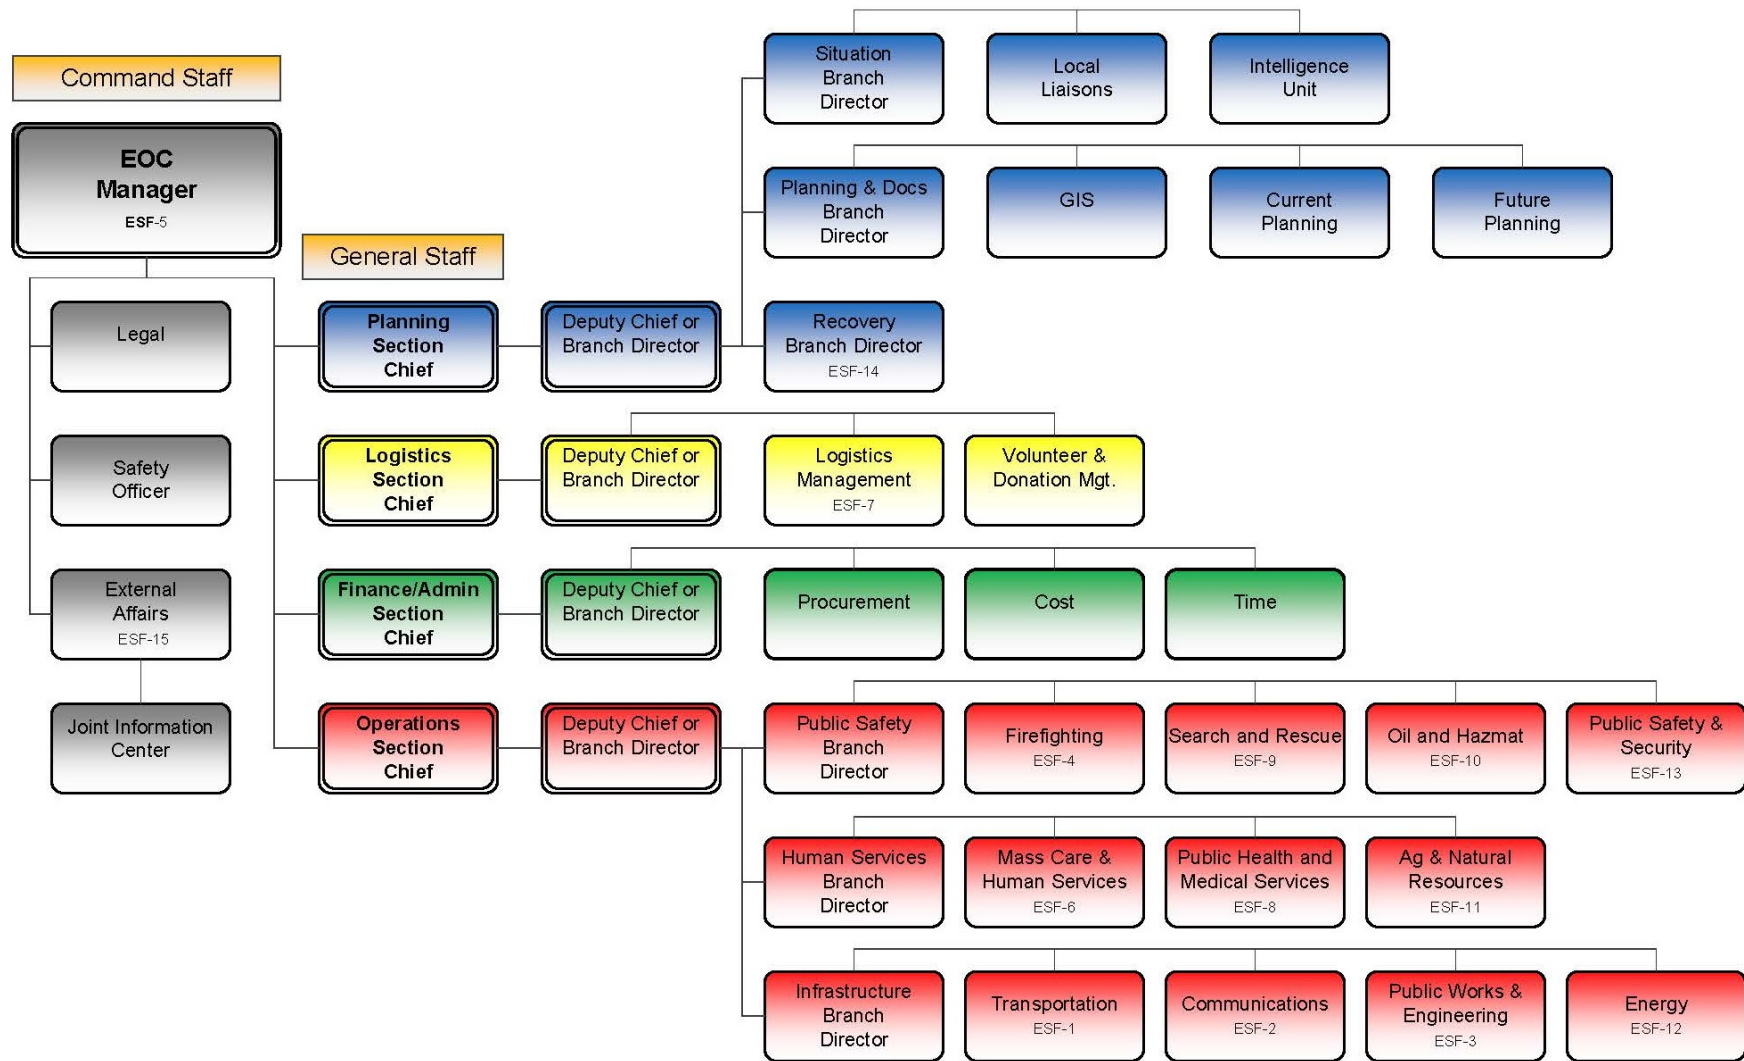 Command Staff
EOC
Manager
ESF-5
Legal
Safety
Officer
External
Affairs
ESF-15
Joint Information
Center
General Staff
Planning
Section
Chief
Deputy Chief or
Branch Director
Situation
Branch
Director
Local
Liaisons
Intelligence
Unit
Planning & Docs
Branch
Director
GIS
Current
Planning
Future
Planning
Recovery
Branch Director
ESF-14
Logistics
Section
Chief
Deputy Chief or
Branch Director
Logistics
Management
ESF-7
Volunteer &
Donation Mgt.
Finance/Admin
Section
Chief
Deputy Chief or
Branch Director
Procurement
Cost
Time
Operations
Section
Chief
Deputy Chief or
Branch Director
Public Safety
Branch
Director
Firefighting
ESF-4
Search and Rescue
ESF-9
Oil and Hazmat
ESF-10
Public Safety &
Security
ESF-13
Human Services
Branch
Director
Mass Care &
Human Services
ESF-6
Public Health and
Medical Services
ESF-8
Ag & Natural
Resources
ESF-11
Infrastructure
Branch
Director
Transportation
ESF-1
Communications
ESF-2
Public Works &
Engineering
ESF-3
Energy
ESF-12